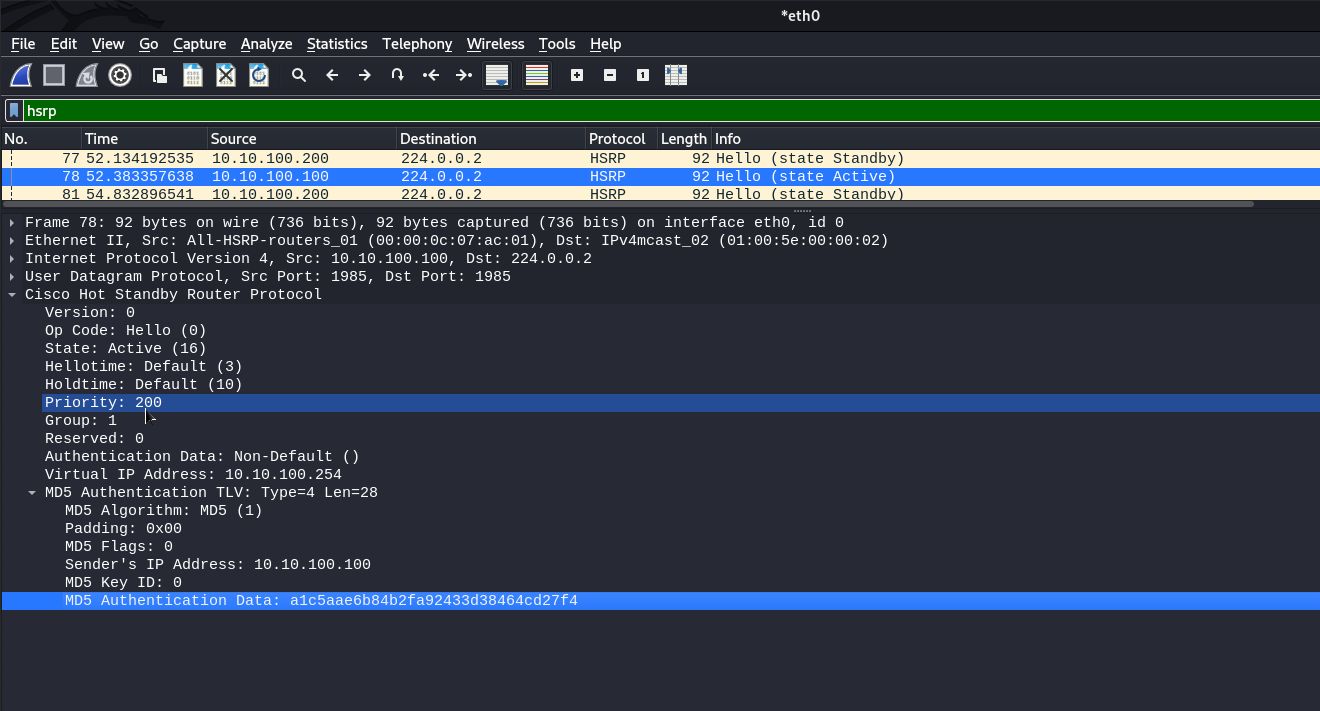 *eth0
File Edit View Go Capture Analyze Statistics Telephony Wireless Tools Help
hsrp
No. Time Source Destination Protocol Length Info
77 52.134192535 10.10.100.200 224.0.0.2 HSRP 92 Hello (state Standby)
78 52.383357638 10.10.100.100 224.0.0.2 HSRP 92 Hello (state Active)
81 54.832896541 10.10.100.200 224.0.0.2 HSRP 92 Hello (state Standby)
Frame 78: 92 bytes on wire (736 bits), 92 bytes captured (736 bits) on interface eth0, id 0
Ethernet II, Src: All-HSRP-routers_01 (00:00:0c:07:ac:01), Dst: IPv4mcast_02 (01:00:5e:00:00:02)
Internet Protocol Version 4, Src: 10.10.100.100, Dst: 224.0.0.2
User Datagram Protocol, Src Port: 1985, Dst Port: 1985
Cisco Hot Standby Router Protocol
Version: 0
Op Code: Hello (0)
State: Active (16)
Hellotime: Default (3)
Holdtime: Default (10)
Priority: 200
Group: 1
Reserved: 0
Authentication Data: Non-Default ()
Virtual IP Address: 10.10.100.254
MD5 Authentication TLV: Type=4 Len=28
MD5 Algorithm: MD5 (1)
Padding: 0x00
MD5 Flags: 0
Sender's IP Address: 10.10.100.100
MD5 Key ID: 0
MD5 Authentication Data: a1c5aae6b84b2fa92433d38464cd27f4